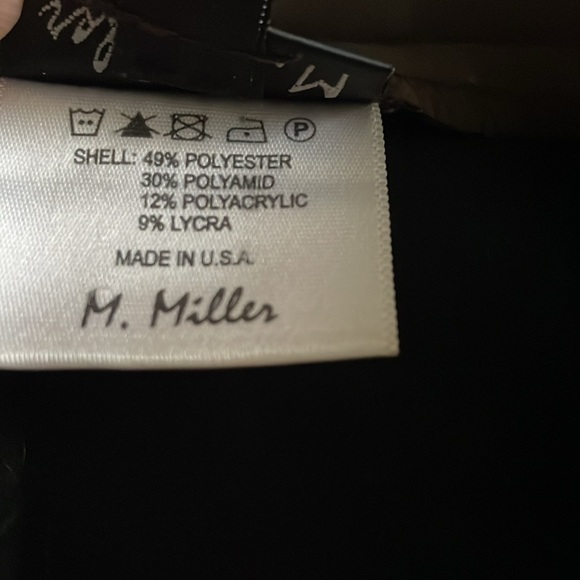 M
P
SHELL: 49% POLYESTER
30% POLYAMID
12% POLYACRYLIC
9% LYCRA
MADE IN U.S.A.
M. Miller